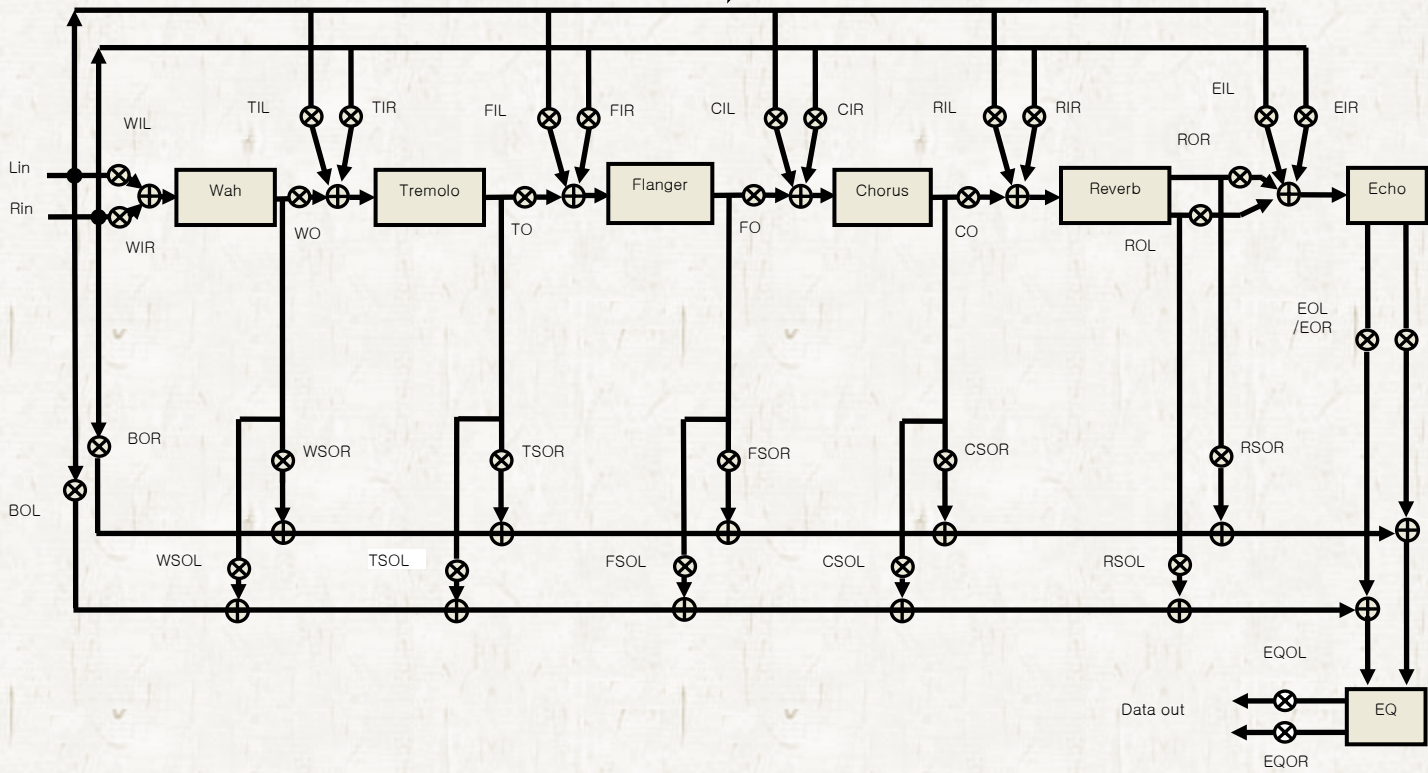 EIL
TIL
TIR
FIL
FIR
CIL
CIR
RIL
RIR
EIR
WIL
ROR
Lin
Rin
Wah
Tremolo
Flanger
Chorus
Reverb
Echo
WIR
WO
TO
FO
CO
ROL
EOL
/EOR
BOR
WSOR
TSOR
FSOR
CSOR
RSOR
BOL
WSOL
TSOL
FSOL
CSOL
RSOL
EQOL
Data out
EQ
EQOR